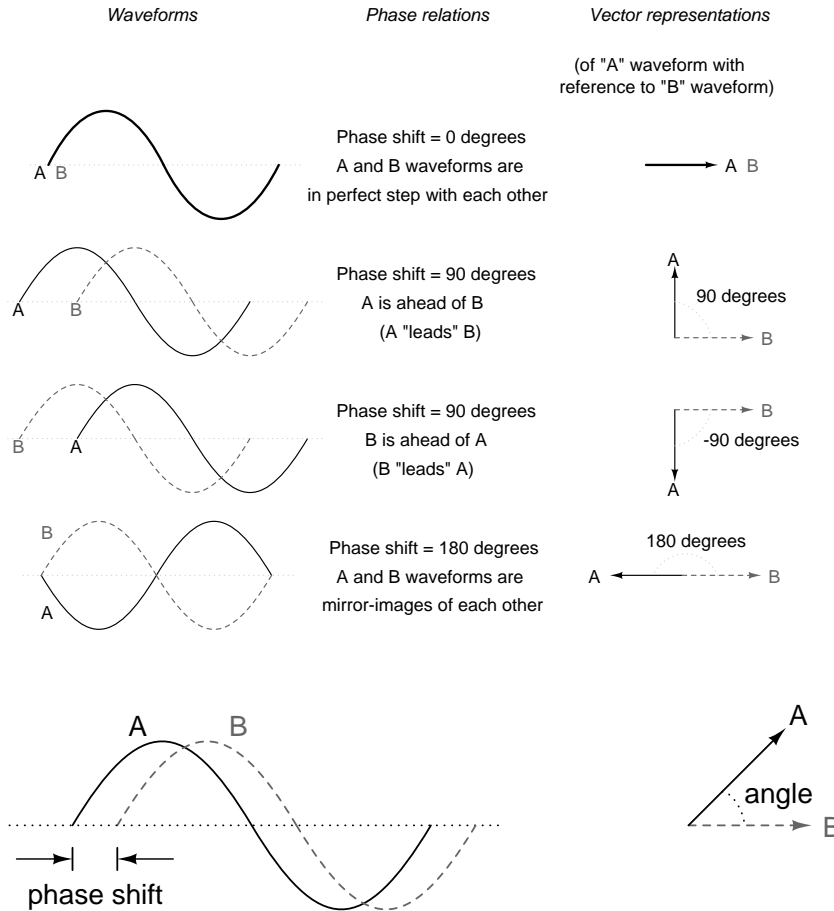 Waveforms
Phase relations
Vector representations
(of "A" waveform with
reference to "B" waveform)
A B
Phase shift = 0 degrees
A and B waveforms are
in perfect step with each other
A B
A
B
Phase shift = 90 degrees
A is ahead of B
(A "leads" B)
A
90 degrees
B
B
A
Phase shift = 90 degrees
B is ahead of A
(B "leads" A)
B
-90 degrees
A
B
A
Phase shift = 180 degrees
A and B waveforms are
mirror-images of each other
180 degrees
A
B
A B
phase shift
A
angle
B